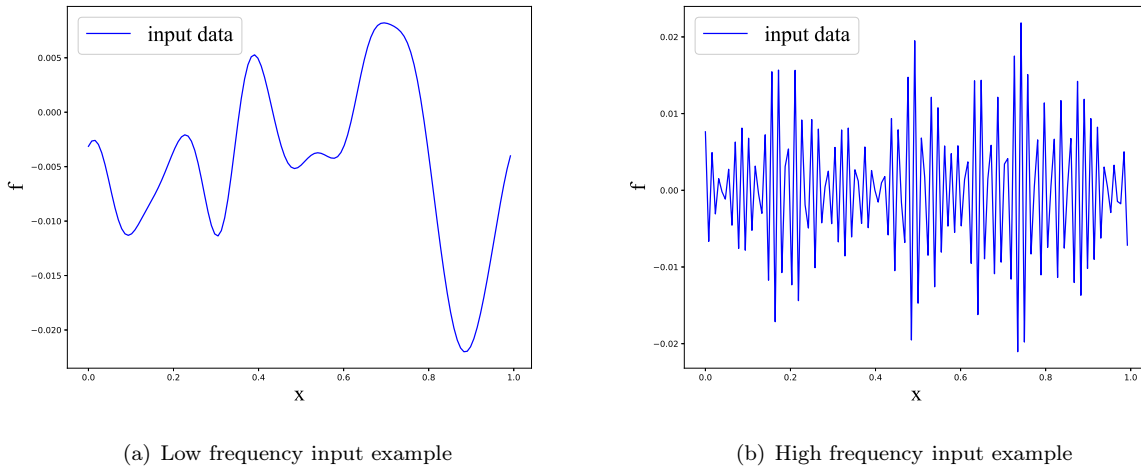 input data
f
0.005
0.000
−0.005
−0.010
−0.015
−0.020
0.0 0.2 0.4 0.6 0.8 1.0
x
(a) Low frequency input example
input data
f
0.02
0.01
0.00
−0.01
−0.02
0.0 0.2 0.4 0.6 0.8 1.0
x
(b) High frequency input example